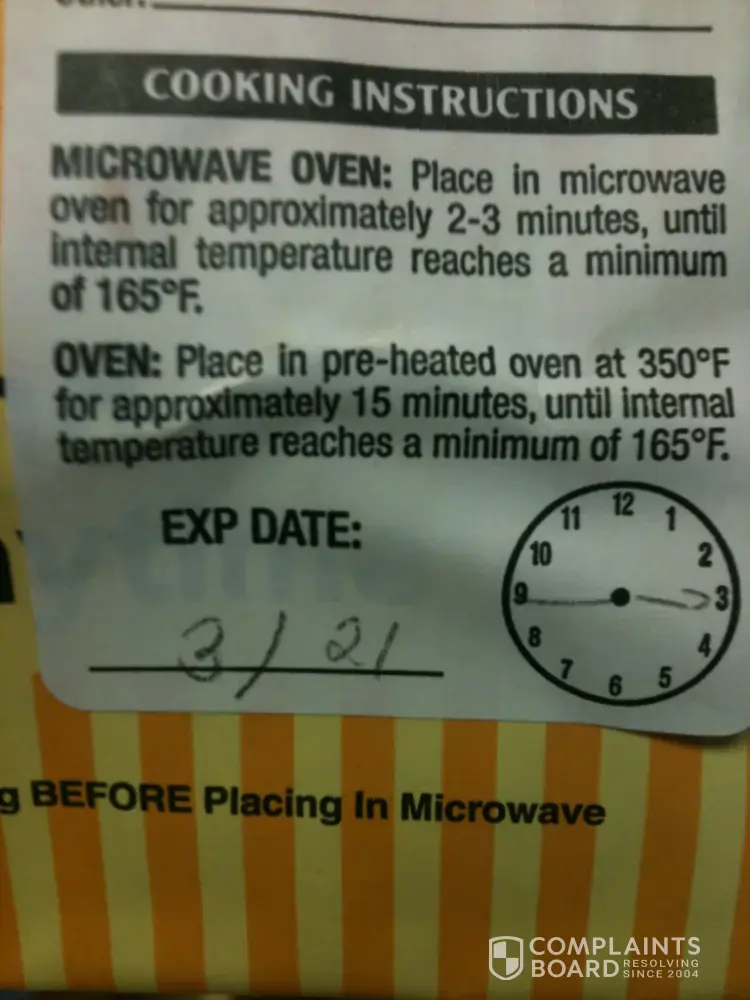 COOKING INSTRUCTIONS
MICROWAVE OVEN: Place in microwave
oven for approximately 2-3 minutes, until
internal temperature reaches a minimum
of 165°F.
OVEN: Place in pre-heated oven at 350°F
for approximately 15 minutes, until internal
temperature reaches a minimum of 165°F.
EXP DATE:
3/21
12
11 1
10 2
9 3
8 4
7 5
6
g BEFORE Placing In Microwave
COMPLAINTS
BOARD RESOLVING
SINCE 2004